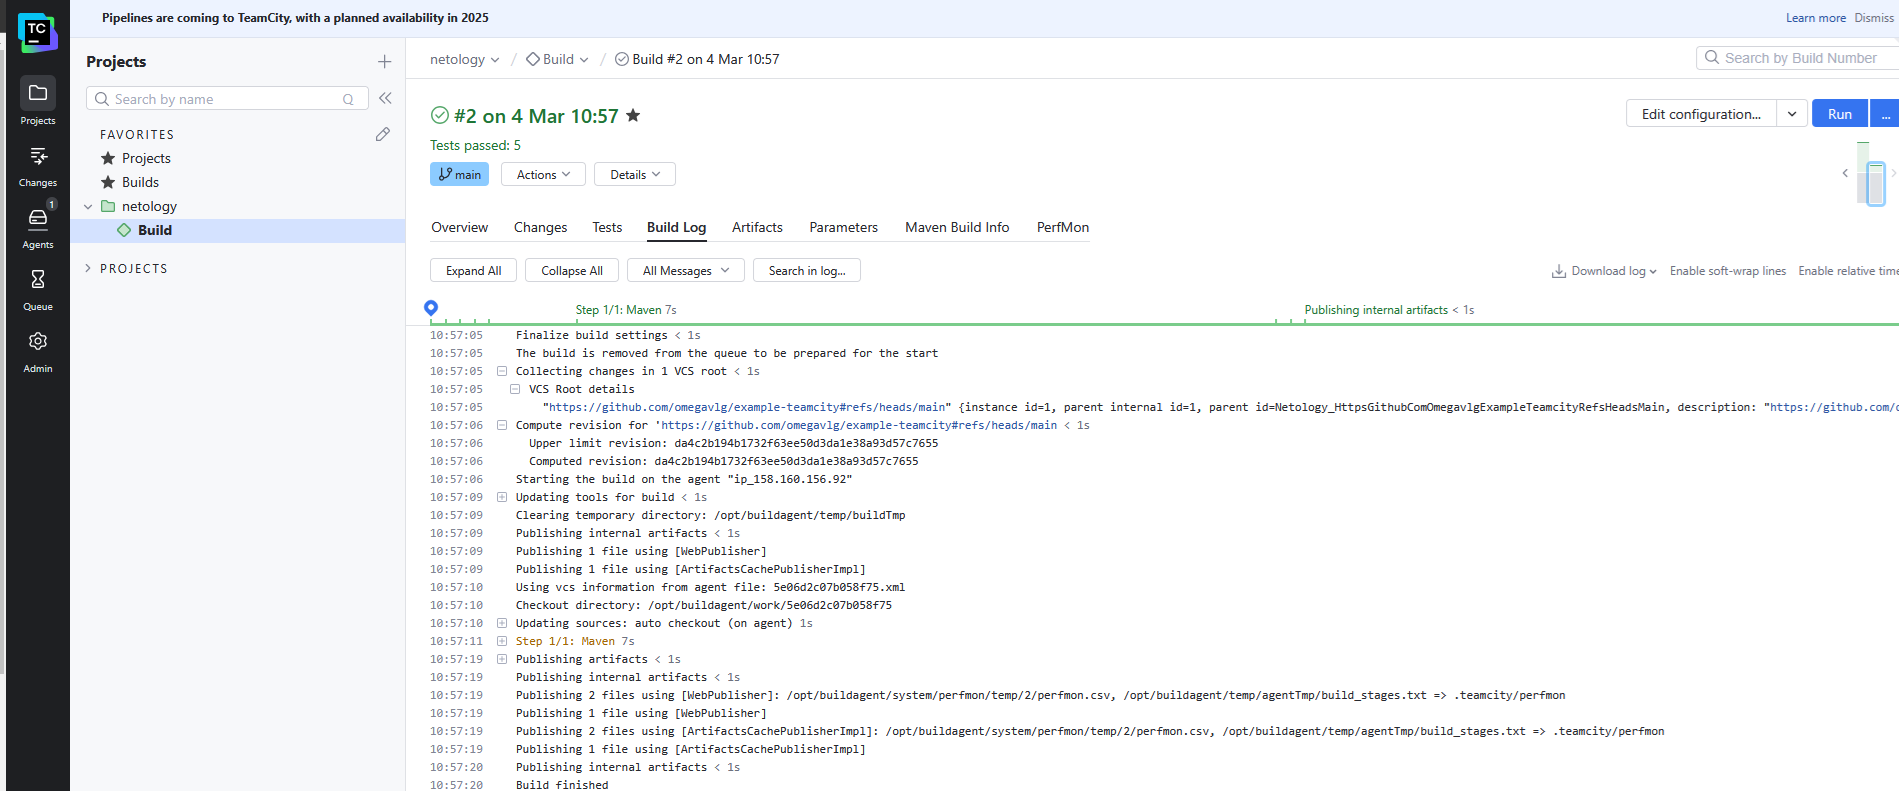 Pipelines are coming to TeamCity, with a planned availability in 2025
Learn more Dismiss
TC
Projects
Changes
1
Agents
Queue
Admin
Projects
Search by name Q
FAVORITES
Projects
Builds
netology
Build
PROJECTS
netology / Build / Build #2 on 4 Mar 10:57
Search by Build Number
#2 on 4 Mar 10:57
Edit configuration... Run ...
Tests passed: 5
main Actions Details
Overview Changes Tests Build Log Artifacts Parameters Maven Build Info PerfMon
Expand All Collapse All All Messages Search in log...
Download log Enable soft-wrap lines Enable relative time
Step 1/1: Maven 7s Publishing internal artifacts < 1s
10:57:05 Finalize build settings < 1s
10:57:05 The build is removed from the queue to be prepared for the start
10:57:05 Collecting changes in 1 VCS root < 1s
10:57:05 VCS Root details
10:57:05 "https://github.com/omegavlg/example-teamcity#refs/heads/main" {instance id=1, parent internal id=1, parent id=Netology_HttpsGithubComOmegavlgExampleTeamcityRefsHeadsMain, description: "https://github.com/
10:57:06 Compute revision for 'https://github.com/omegavlg/example-teamcity#refs/heads/main < 1s
10:57:06 Upper limit revision: da4c2b194b1732f63ee50d3da1e38a93d57c7655
10:57:06 Computed revision: da4c2b194b1732f63ee50d3da1e38a93d57c7655
10:57:06 Starting the build on the agent "ip_158.160.156.92"
10:57:09 Updating tools for build < 1s
10:57:09 Clearing temporary directory: /opt/buildagent/temp/buildTmp
10:57:09 Publishing internal artifacts < 1s
10:57:09 Publishing 1 file using [WebPublisher]
10:57:09 Publishing 1 file using [ArtifactsCachePublisherImpl]
10:57:10 Using vcs information from agent file: 5e06d2c07b058f75.xml
10:57:10 Checkout directory: /opt/buildagent/work/5e06d2c07b058f75
10:57:10 Updating sources: auto checkout (on agent) 1s
10:57:11 Step 1/1: Maven 7s
10:57:19 Publishing artifacts < 1s
10:57:19 Publishing internal artifacts < 1s
10:57:19 Publishing 2 files using [WebPublisher]: /opt/buildagent/system/perfmon/temp/2/perfmon.csv, /opt/buildagent/temp/agentTmp/build_stages.txt => .teamcity/perfmon
10:57:19 Publishing 1 file using [WebPublisher]
10:57:19 Publishing 2 files using [ArtifactsCachePublisherImpl]: /opt/buildagent/system/perfmon/temp/2/perfmon.csv, /opt/buildagent/temp/agentTmp/build_stages.txt => .teamcity/perfmon
10:57:19 Publishing 1 file using [ArtifactsCachePublisherImpl]
10:57:20 Publishing internal artifacts < 1s
10:57:20 Build finished